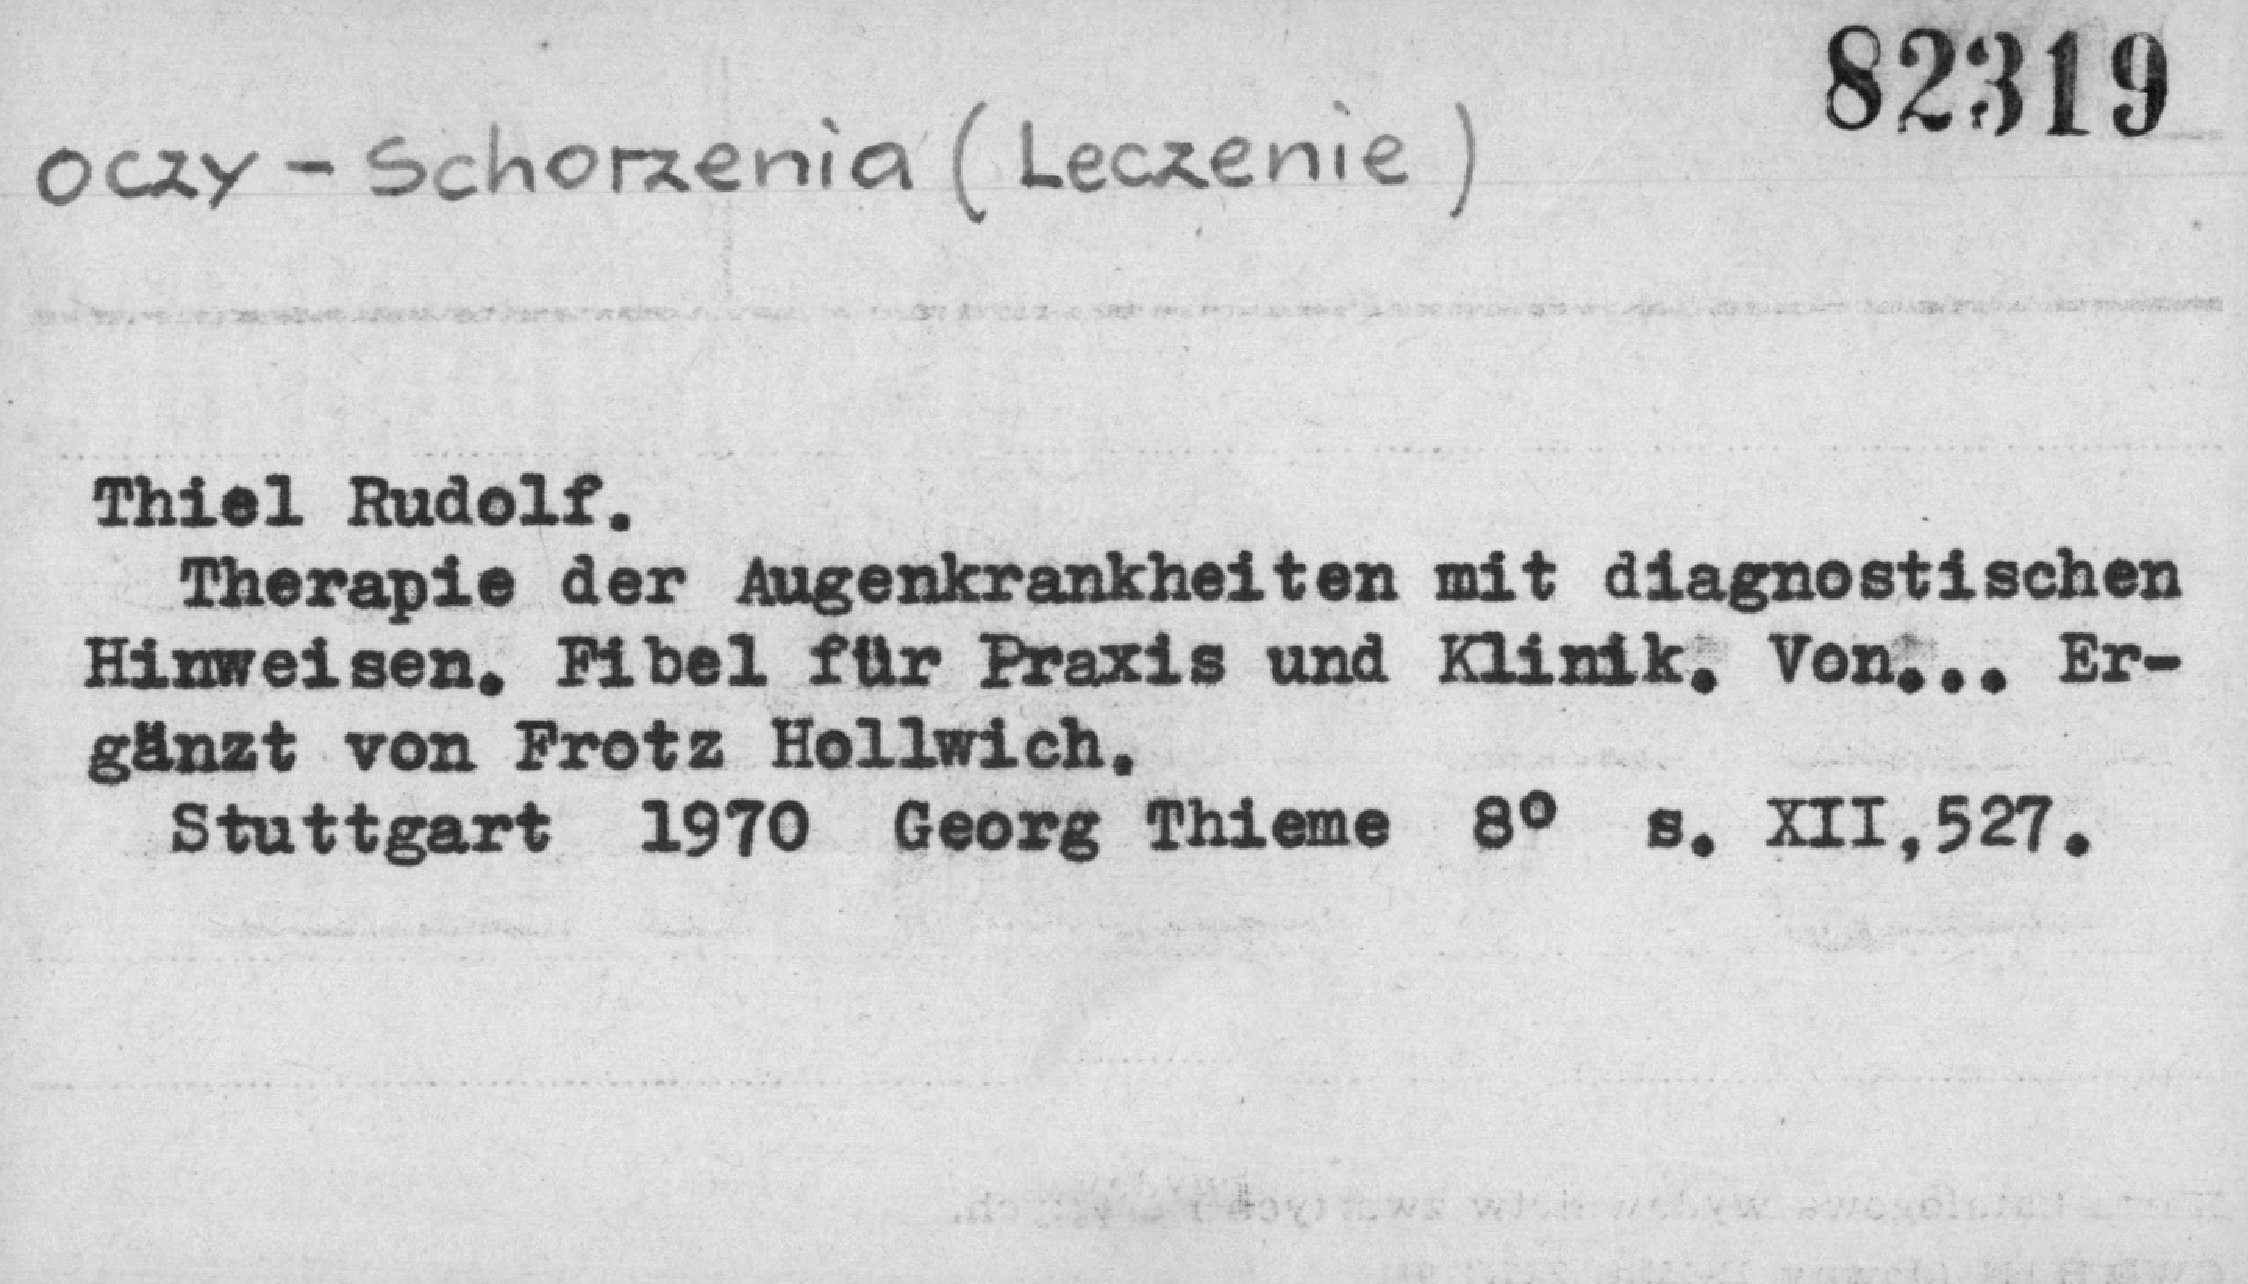 82319
oczy - Schorzenia (Leczenie)
Thiel Rudolf.
Therapie der Augenkrankheiten mit diagnostischen
Hinweisen. Fibel für Praxis und Klinik. Von... Er-
gänzt von Frotz Hollwich.
Stuttgart 1970 Georg Thieme 8° s. XII,527.